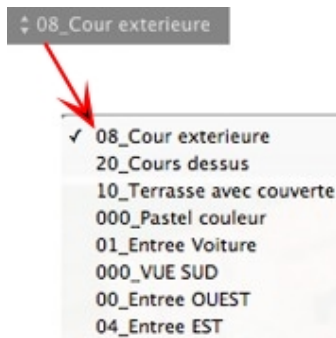 08_Cour exterieure
08_Cour exterieure
20_Cours dessus
10_Terrasse avec couverte
000_Pastel couleur
01_Entree Voiture
000_VUE SUD
00_Entree OUEST
04_Entree EST